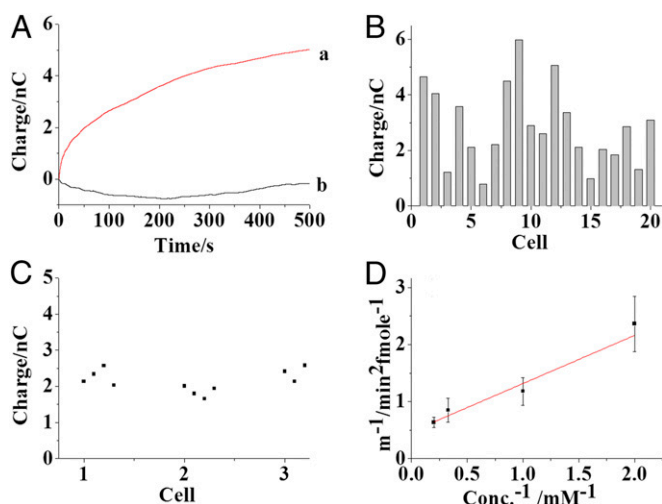 A
6
4
2
0
Charge/nC
a
b
0 100 200 300 400 500
Time/s
B
6
4
2
0
Charge/nC
5 10 15 20
Cell
C
5
4
3
2
1
0
Charge/nC
1 2 3
Cell
D
3
2
1
0
m⁻¹/min²fmole⁻¹
0.0 0.5 1.0 1.5 2.0
Conc.⁻¹ /mM⁻¹